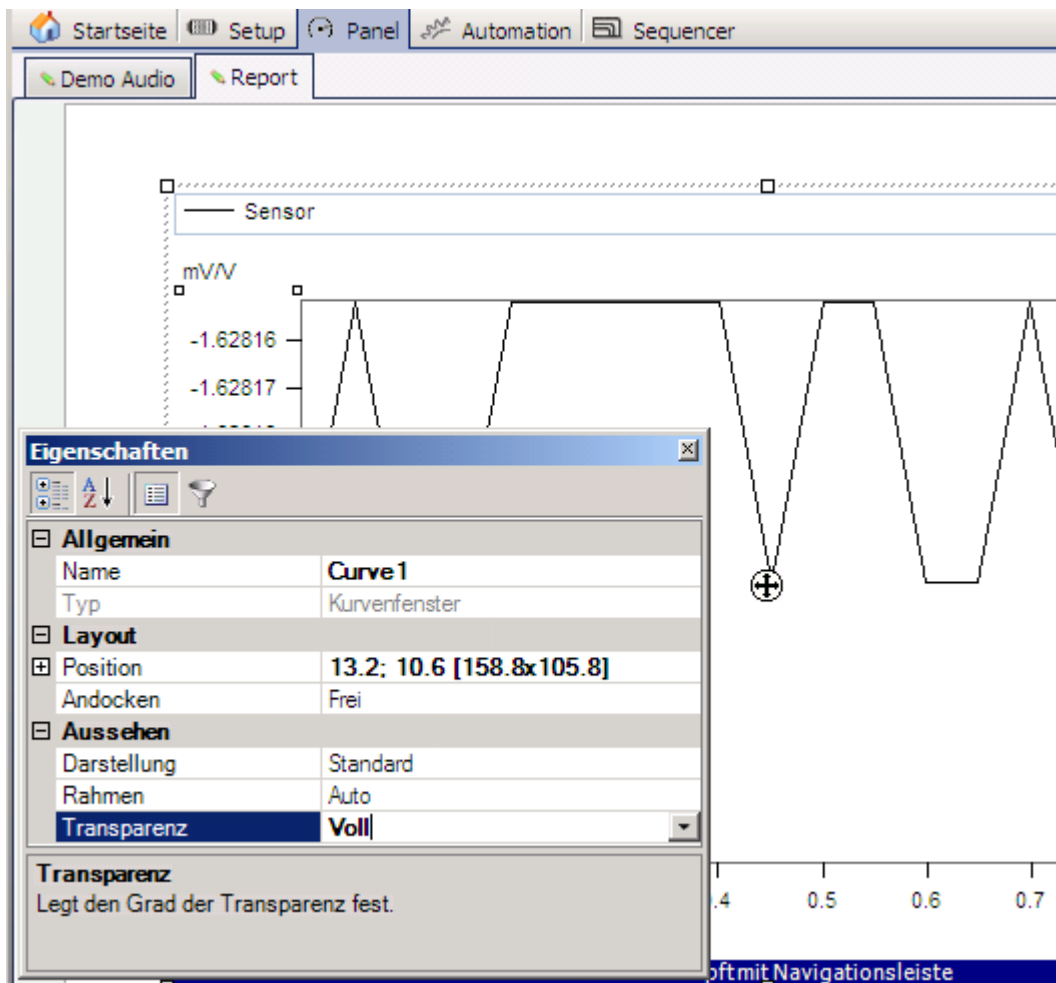 Startseite Setup Panel Automation Sequencer
Demo Audio Report
Sensor
mV/V
-1.62816
-1.62817
Eigenschaften
Allgemein
Name Curve1
Typ Kurvenfenster
Layout
Position 13.2; 10.6 [158.8x105.8]
Andocken Frei
Aussehen
Darstellung Standard
Rahmen Auto
Transparenz Voll
Transparenz
Legt den Grad der Transparenz fest.
.4 0.5 0.6 0.7
mit Navigationsleiste